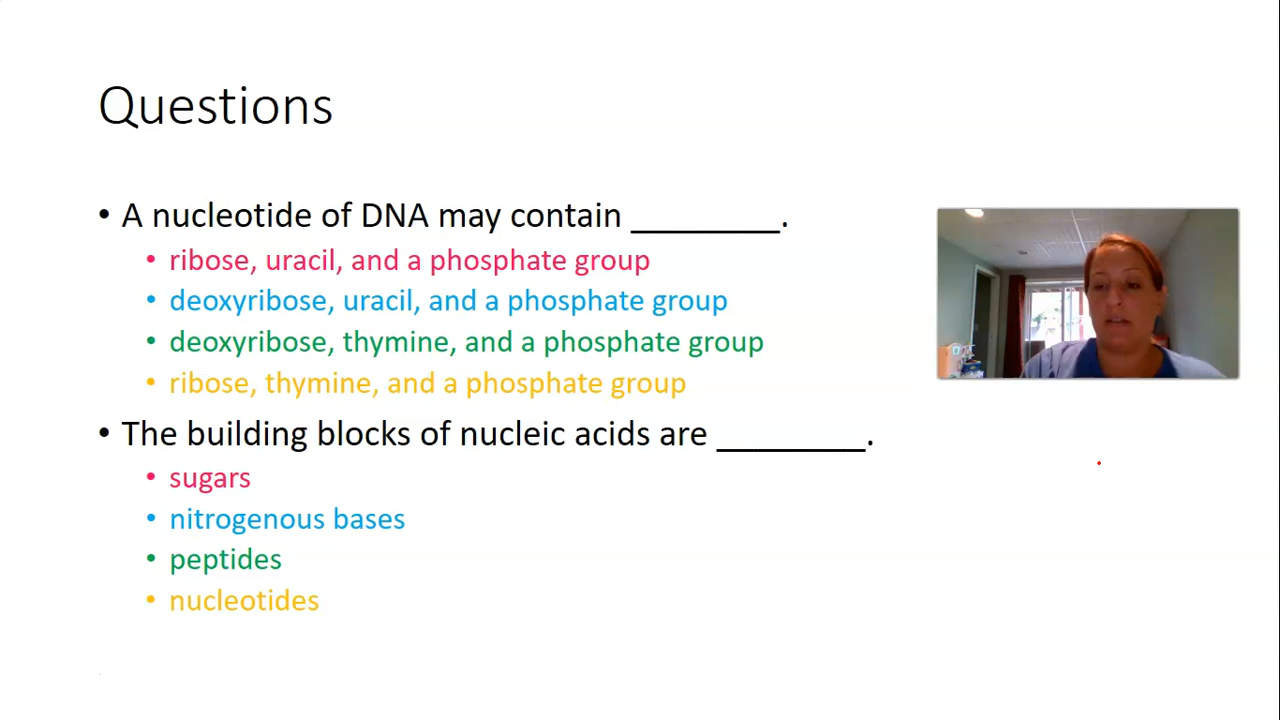 Questions
• A nucleotide of DNA may contain ________.
• ribose, uracil, and a phosphate group
• deoxyribose, uracil, and a phosphate group
• deoxyribose, thymine, and a phosphate group
• ribose, thymine, and a phosphate group
• The building blocks of nucleic acids are ________.
• sugars
• nitrogenous bases
• peptides
• nucleotides